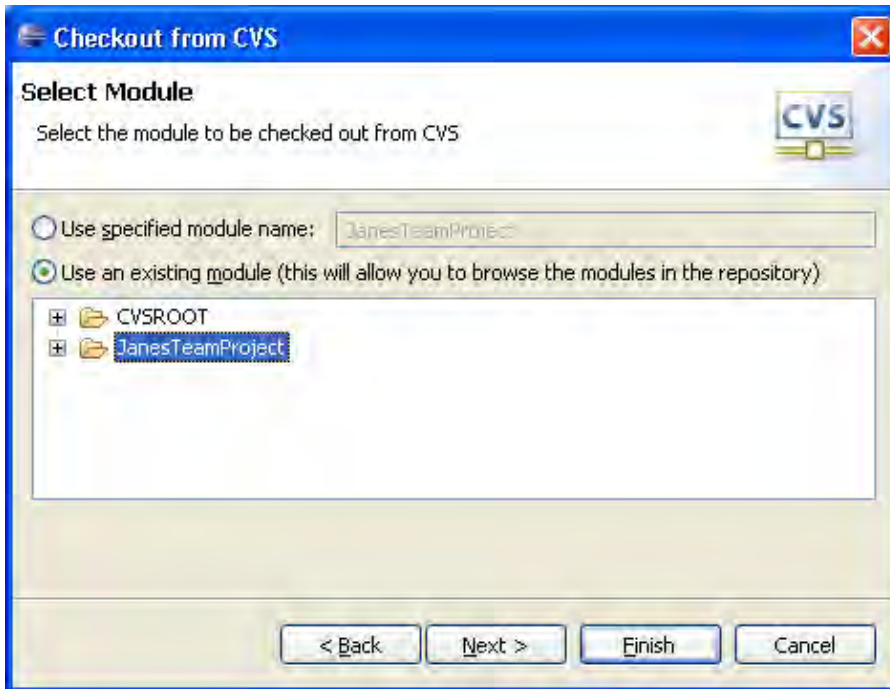 Checkout from CVS
Select Module
Select the module to be checked out from CVS
CVS
Use specified module name: JanesTeamProject
Use an existing module (this will allow you to browse the modules in the repository)
CVSROOT
JanesTeamProject
< Back Next > Finish Cancel